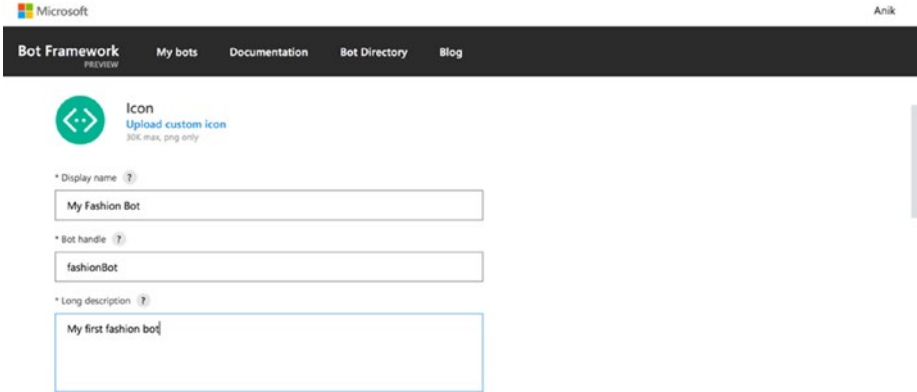 Microsoft
Anik
Bot Framework
PREVIEW
My bots
Documentation
Bot Directory
Blog
Icon
Upload custom icon
30K max, png only
* Display name ?
My Fashion Bot
* Bot handle ?
fashionBot
* Long description ?
My first fashion bot